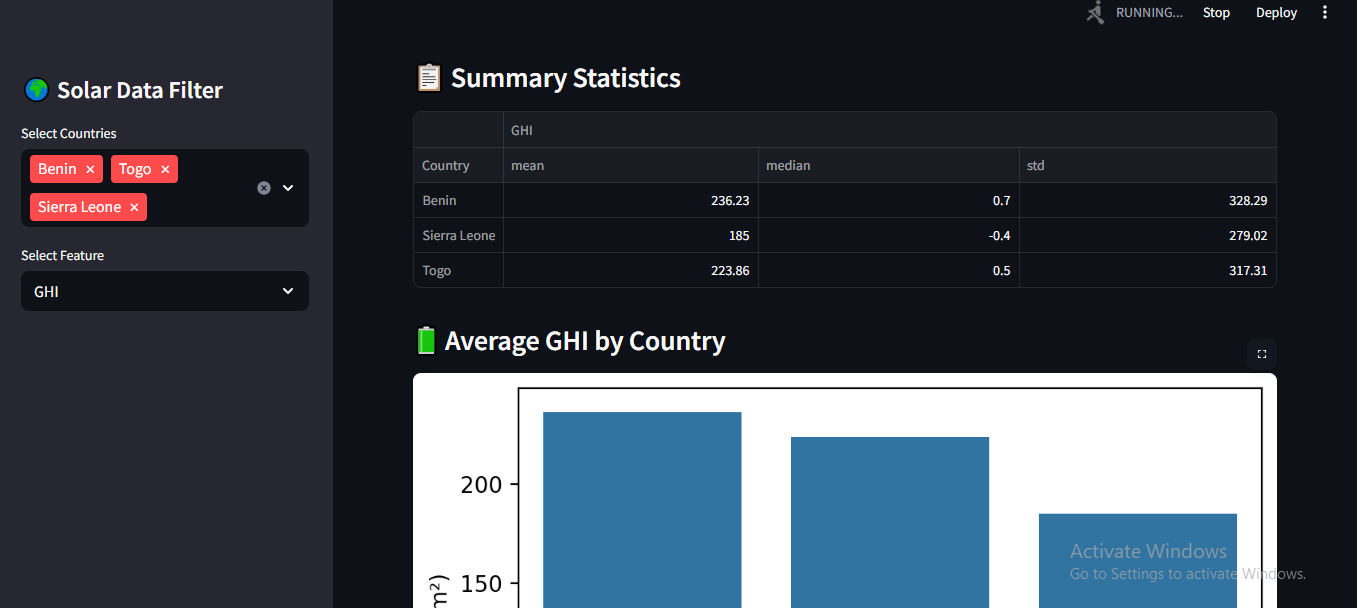 RUNNING... Stop Deploy
Solar Data Filter
Select Countries
Benin × Togo ×
Sierra Leone ×
Select Feature
GHI
Summary Statistics
GHI
Country mean median std
Benin 236.23 0.7 328.29
Sierra Leone 185 -0.4 279.02
Togo 223.86 0.5 317.31
Average GHI by Country
200
150
m²)
Activate Windows
Go to Settings to activate Windows.